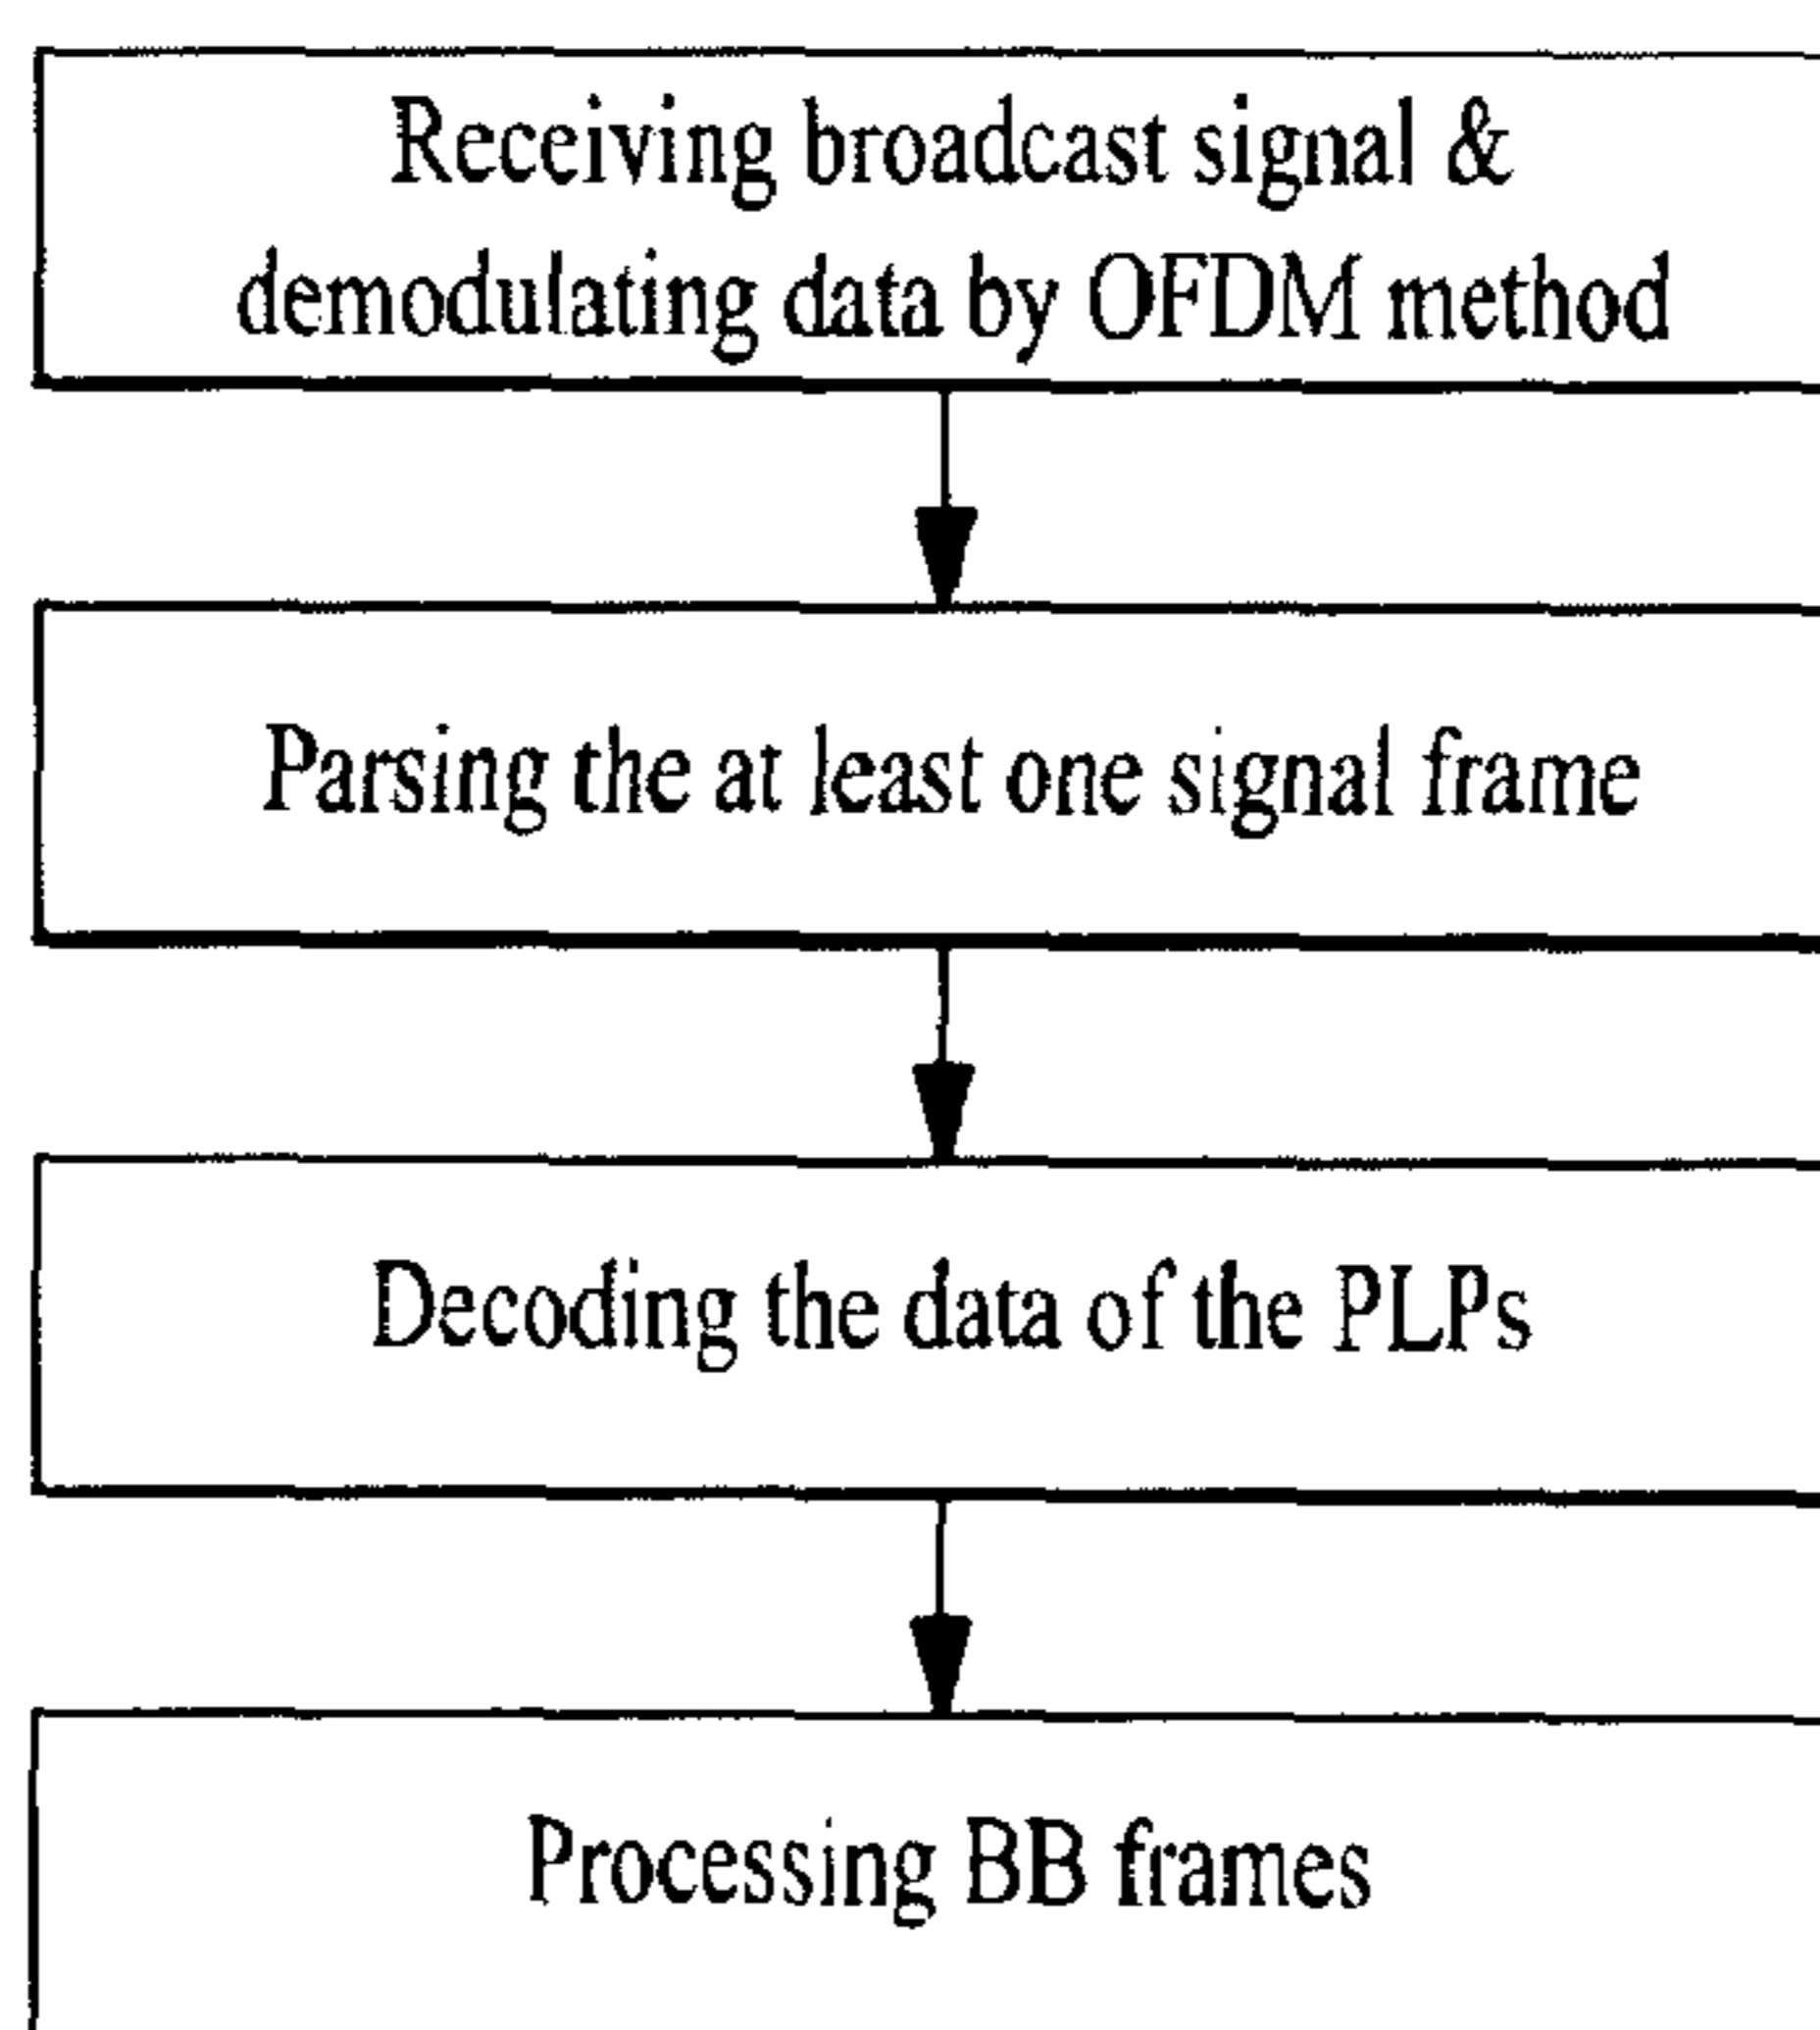 Receiving broadcast signal &
demodulating data by OFDM method
Parsing the at least one signal frame
Decoding the data of the PLPs
Processing BB frames